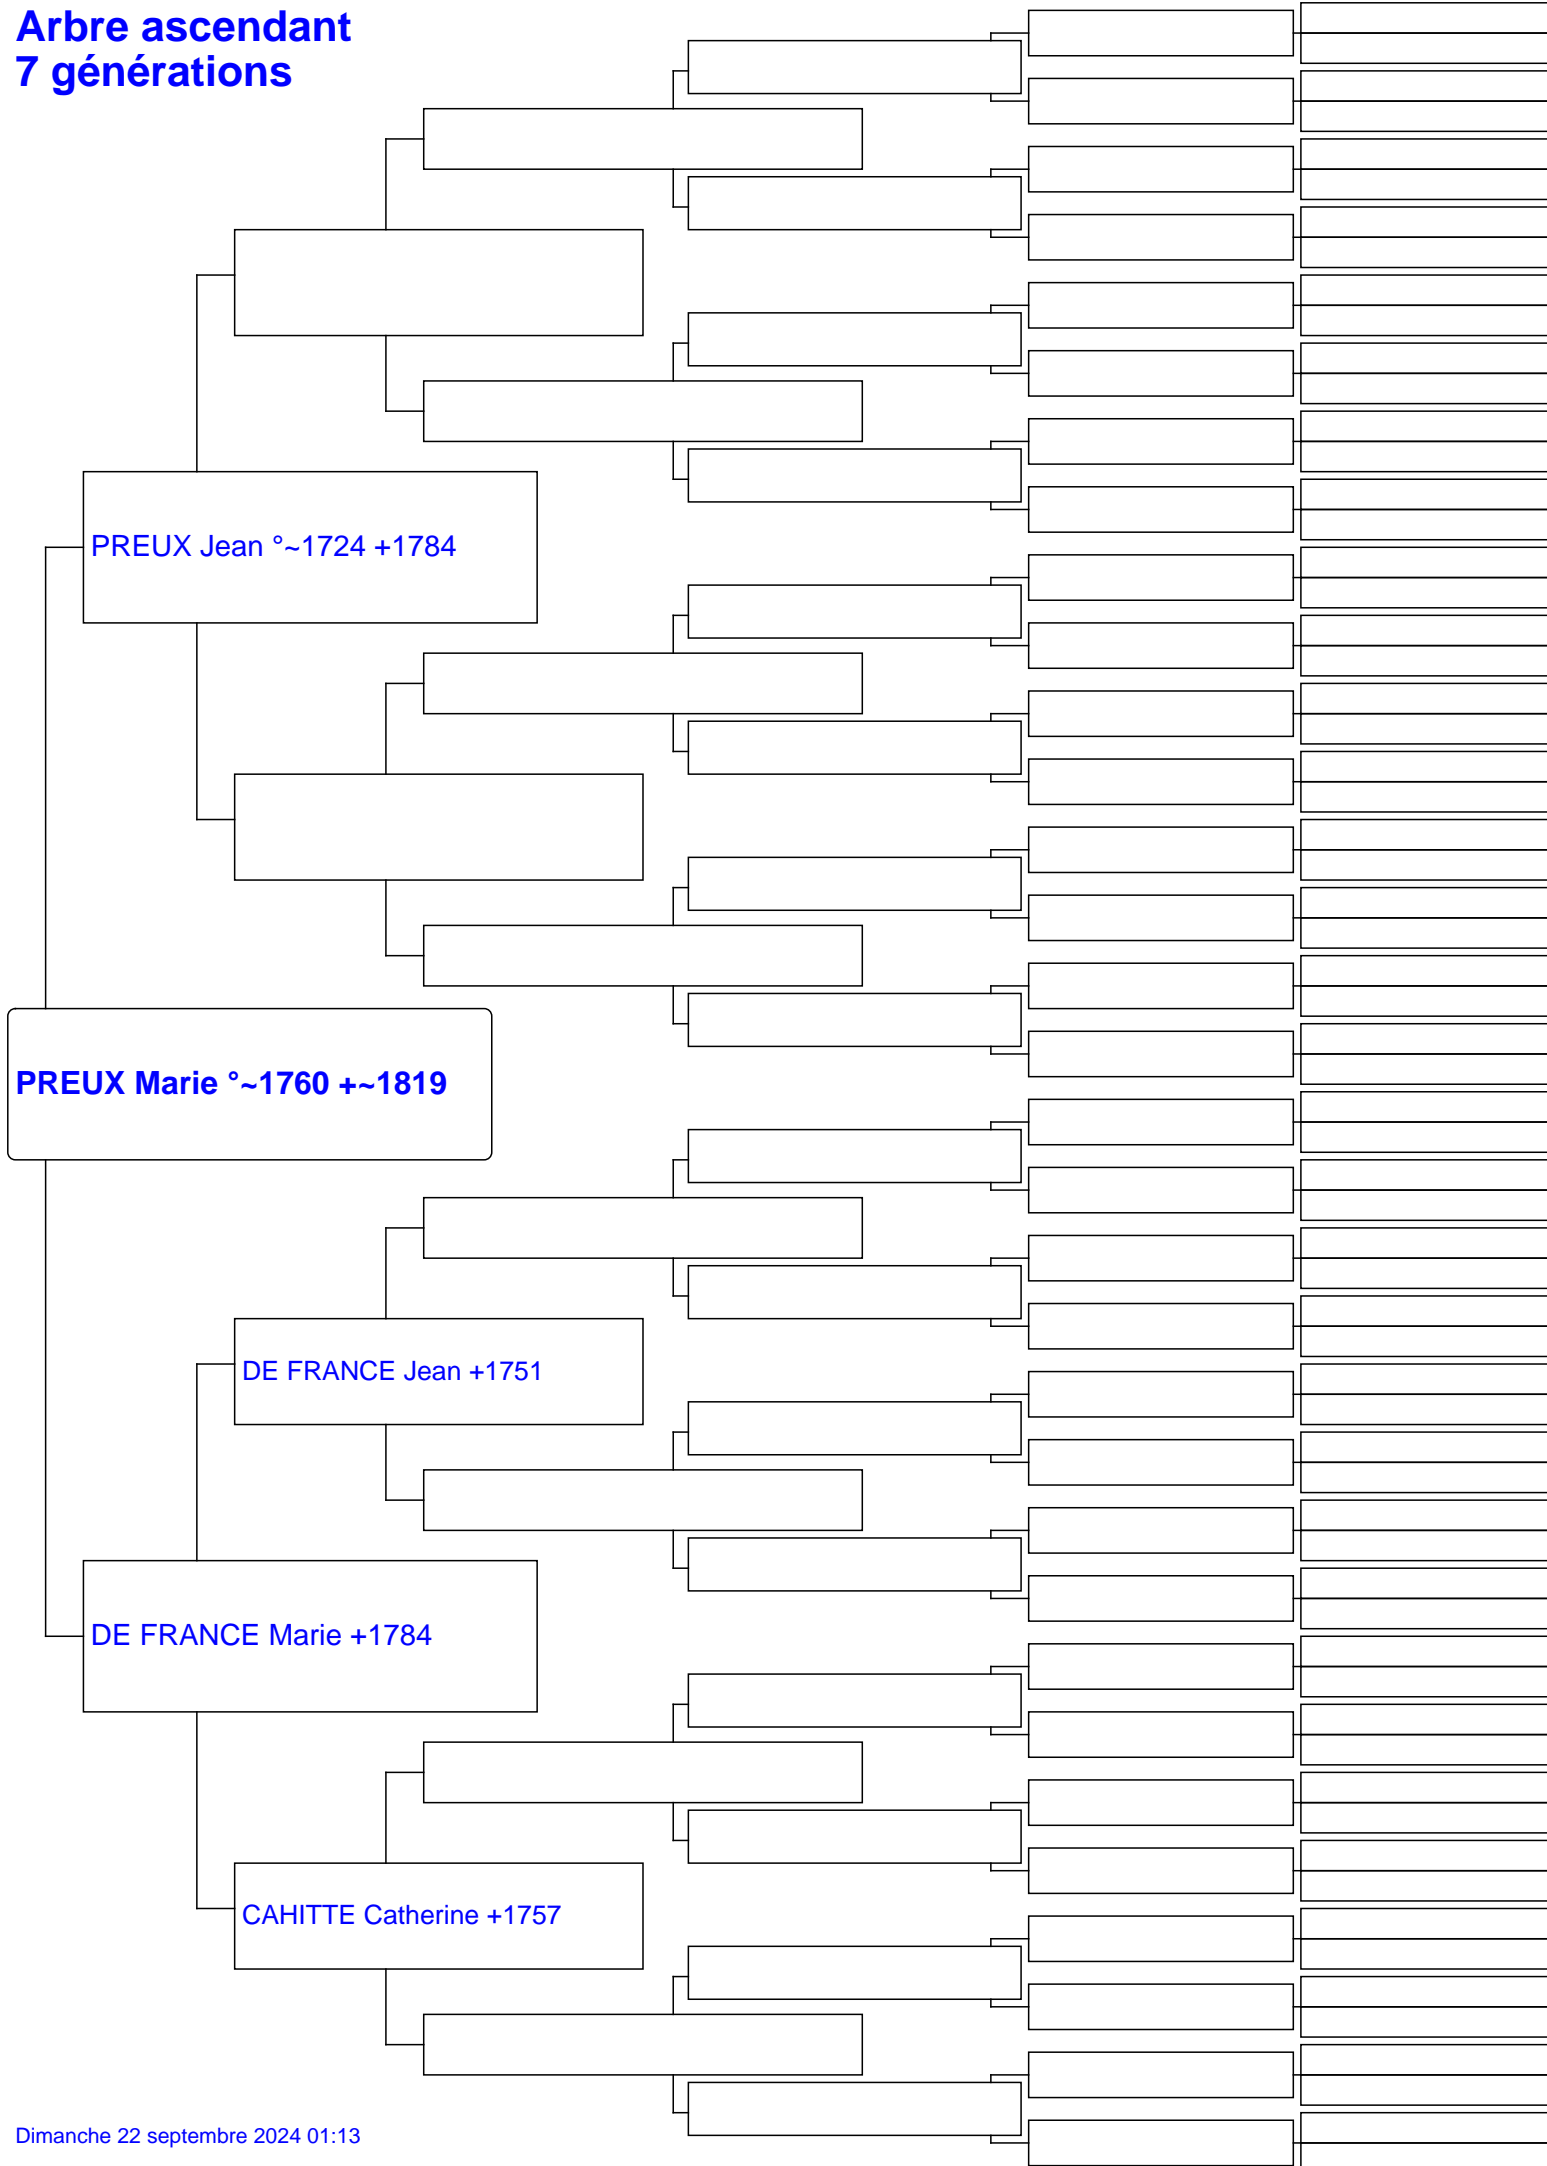 Arbre ascendant
7 générations
PREUX Jean °~1724 +1784
PREUX Marie °~1760 +~1819
DE FRANCE Jean +1751
DE FRANCE Marie +1784
CAHITTE Catherine +1757
Dimanche 22 septembre 2024 01:13